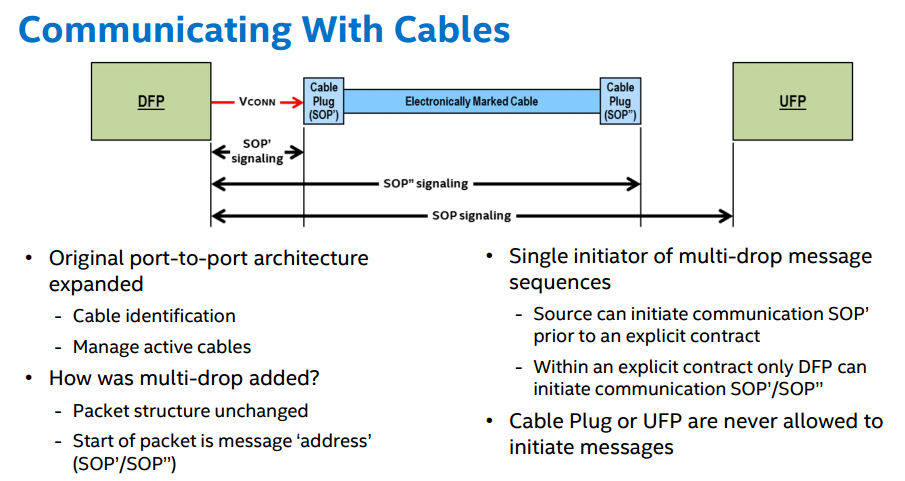 Communicating With Cables
DFP
VCONN
Cable
Plug
(SOP')
Electronically Marked Cable
Cable
Plug
(SOP")
UFP
SOP'
signaling
SOP" signaling
SOP signaling
• Original port-to-port architecture
expanded
- Cable identification
- Manage active cables
• How was multi-drop added?
- Packet structure unchanged
- Start of packet is message ‘address’
(SOP’/SOP”)
• Single initiator of multi-drop message
sequences
- Source can initiate communication SOP’
prior to an explicit contract
- Within an explicit contract only DFP can
initiate communication SOP’/SOP”
• Cable Plug or UFP are never allowed to
initiate messages